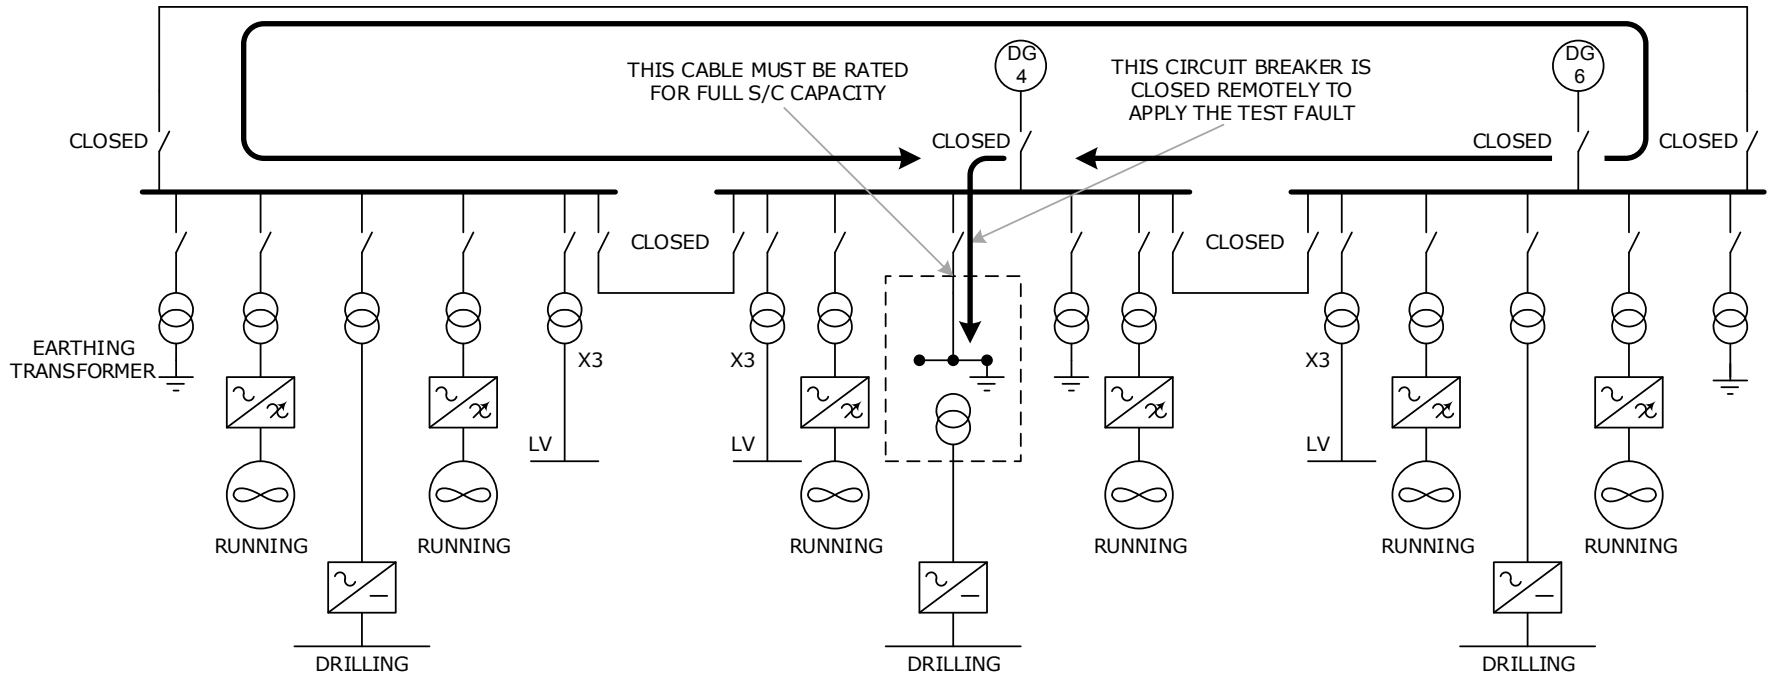 DG
4
DG
6
THIS CABLE MUST BE RATED
FOR FULL S/C CAPACITY
THIS CIRCUIT BREAKER IS
CLOSED REMOTELY TO
APPLY THE TEST FAULT
CLOSED
CLOSED
CLOSED
CLOSED
CLOSED
CLOSED
EARTHING
TRANSFORMER
X3
X3
X3
LV
LV
LV
RUNNING
RUNNING
RUNNING
RUNNING
RUNNING
RUNNING
DRILLING
DRILLING
DRILLING